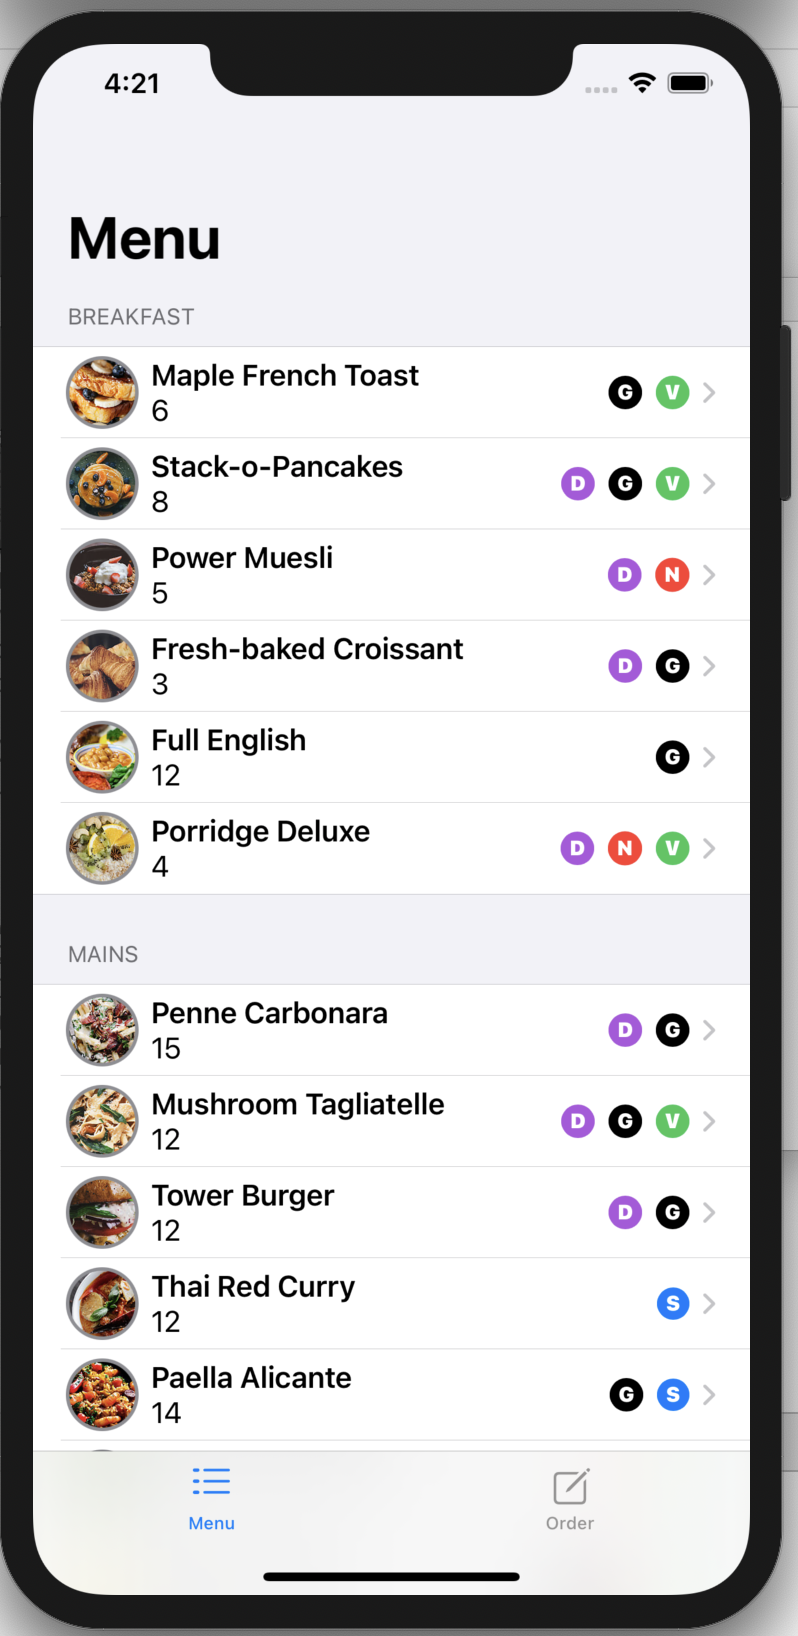 4:21
Menu
BREAKFAST
Maple French Toast
6
G V
Stack-o-Pancakes
8
D G V
Power Muesli
5
D N
Fresh-baked Croissant
3
D G
Full English
12
G
Porridge Deluxe
4
D N V
MAINS
Penne Carbonara
15
D G
Mushroom Tagliatelle
12
D G V
Tower Burger
12
D G
Thai Red Curry
12
S
Paella Alicante
14
G S
Menu
Order